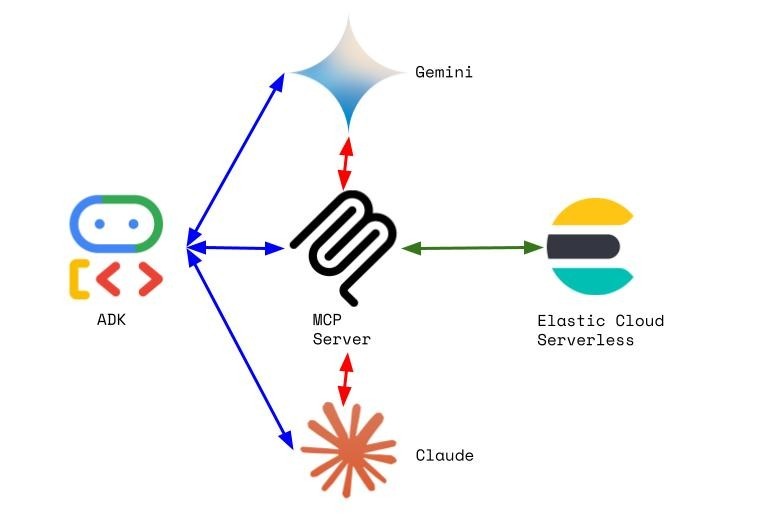 Gemini
ADK
MCP
Server
Elastic Cloud
Serverless
Claude